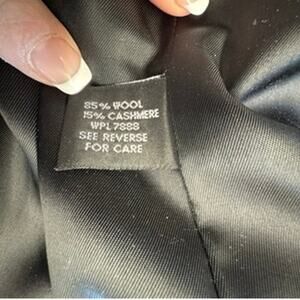 85% WOOL
15% CASHMERE
WPL 7888
SEE REVERSE
FOR CARE